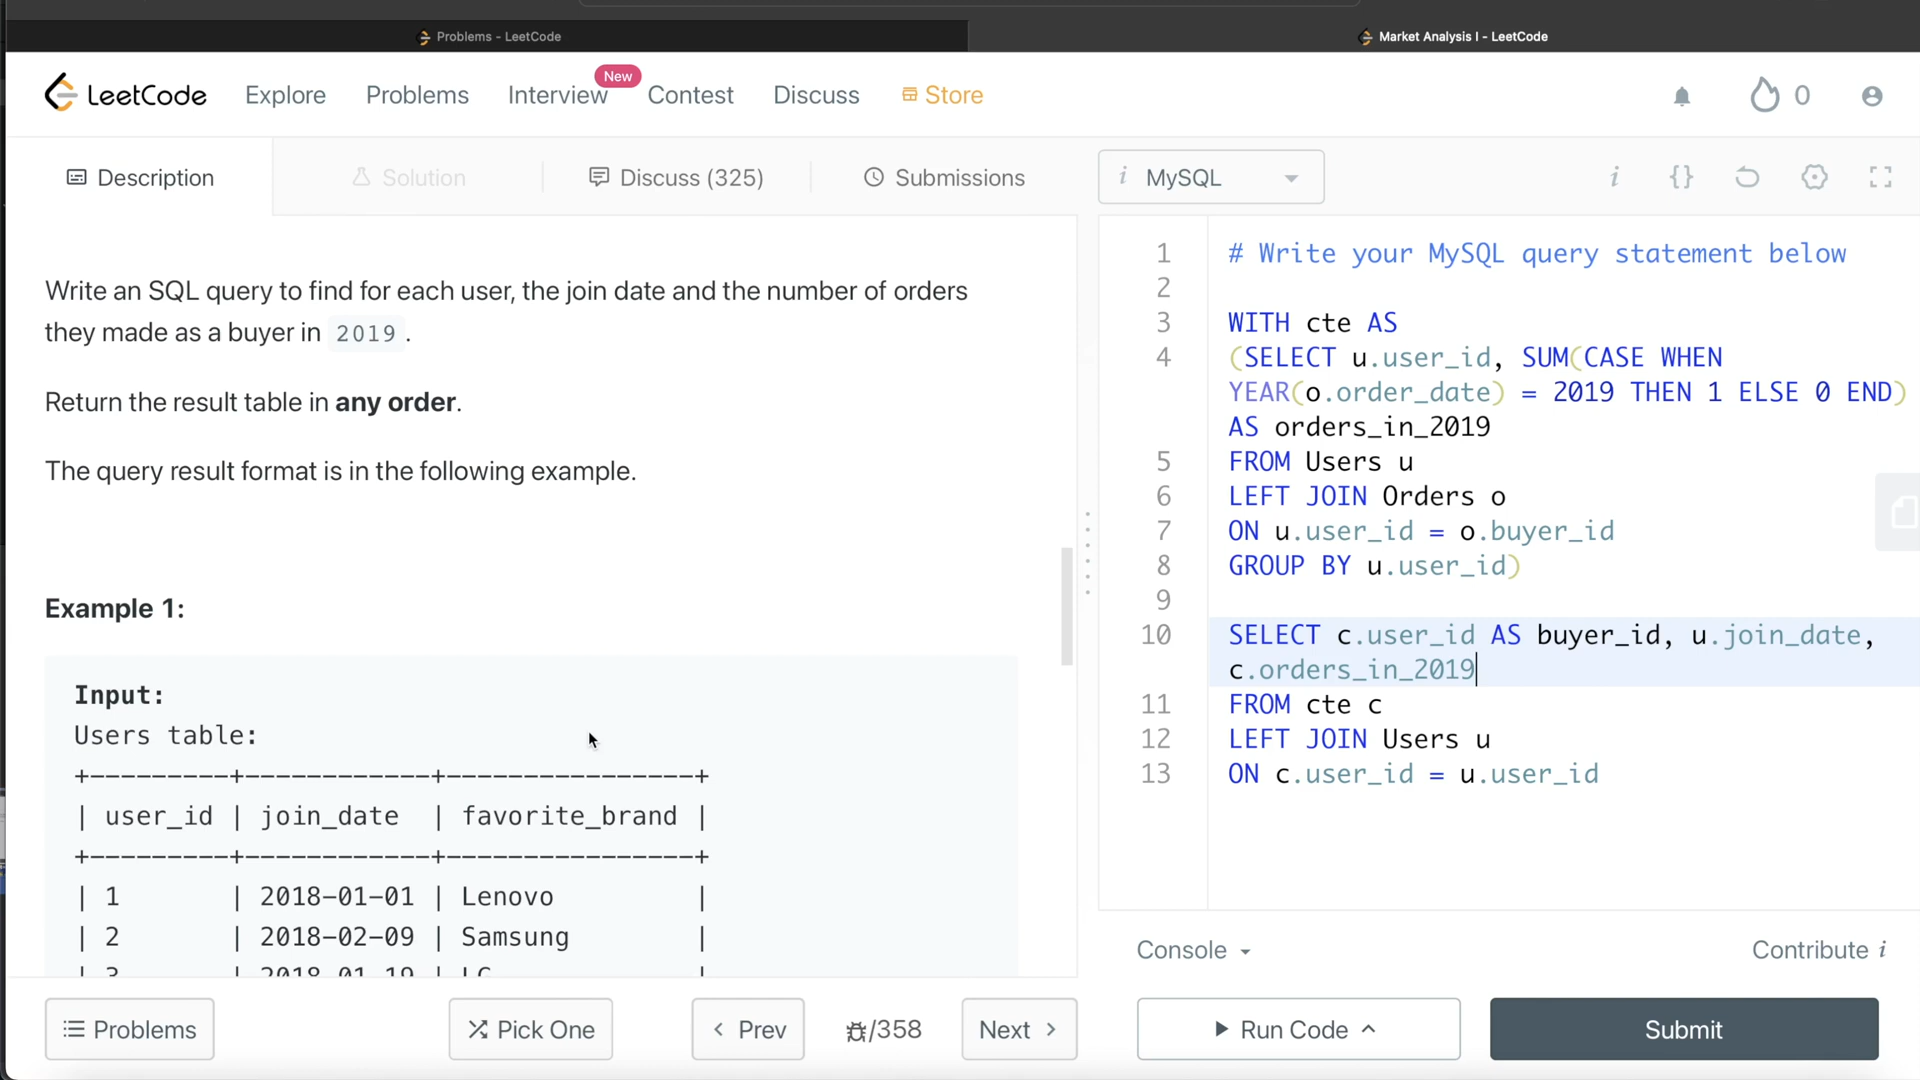 Problems - LeetCode
Market Analysis I - LeetCode
LeetCode
Explore
Problems
Interview
New
Contest
Discuss
Store
0
Description
Solution
Discuss (325)
Submissions
i MySQL
i {}
Write an SQL query to find for each user, the join date and the number of orders
they made as a buyer in 2019 .
Return the result table in any order.
The query result format is in the following example.
Example 1:
Input:
Users table:
+---------+------------+----------------+
| user_id | join_date  | favorite_brand |
+---------+------------+----------------+
| 1       | 2018-01-01 | Lenovo         |
| 2       | 2018-02-09 | Samsung        |
| 3       | 2018-01-19 | LG             |
1 # Write your MySQL query statement below
2
3 WITH cte AS
4 (SELECT u.user_id, SUM(CASE WHEN
YEAR(o.order_date) = 2019 THEN 1 ELSE 0 END)
AS orders_in_2019
5 FROM Users u
6 LEFT JOIN Orders o
7 ON u.user_id = o.buyer_id
8 GROUP BY u.user_id)
9
10 SELECT c.user_id AS buyer_id, u.join_date,
c.orders_in_2019
11 FROM cte c
12 LEFT JOIN Users u
13 ON c.user_id = u.user_id
Console
Contribute i
Problems
Pick One
Prev
/358
Next
Run Code
Submit